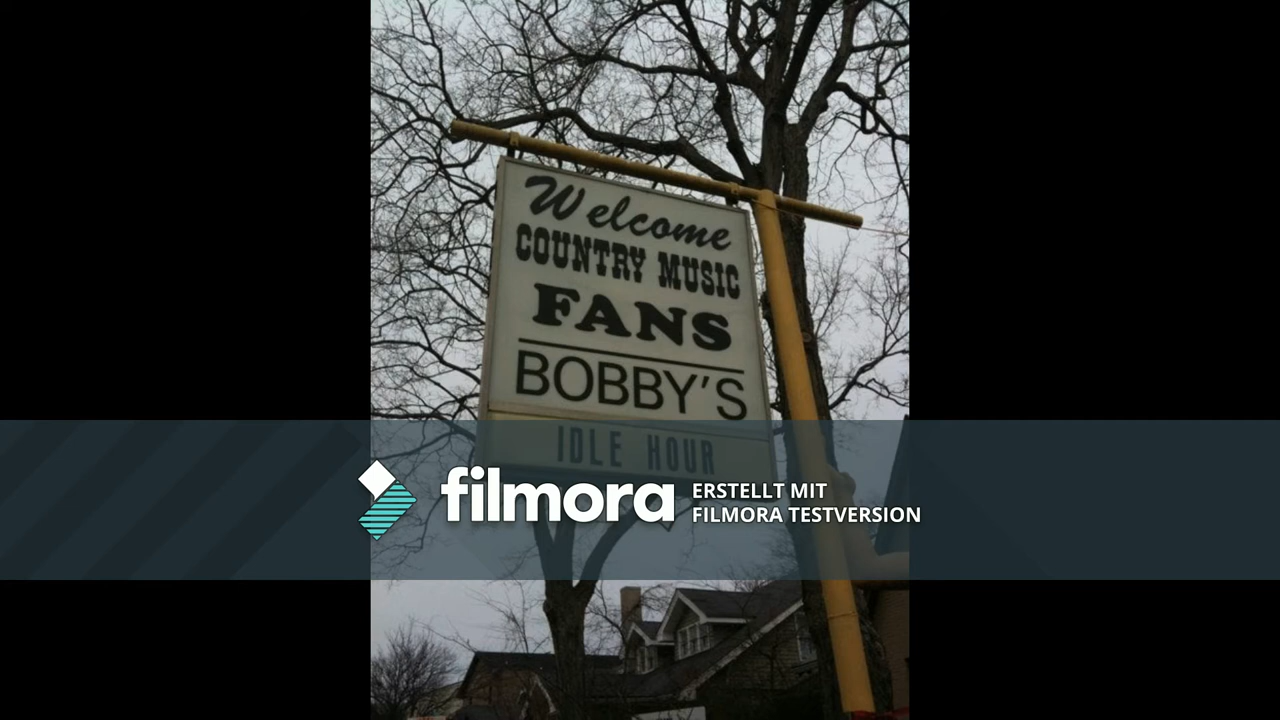 Welcome
COUNTRY MUSIC
FANS
BOBBY'S
IDLE HOUR
filmora
ERSTELLT MIT
FILMORA TESTVERSION